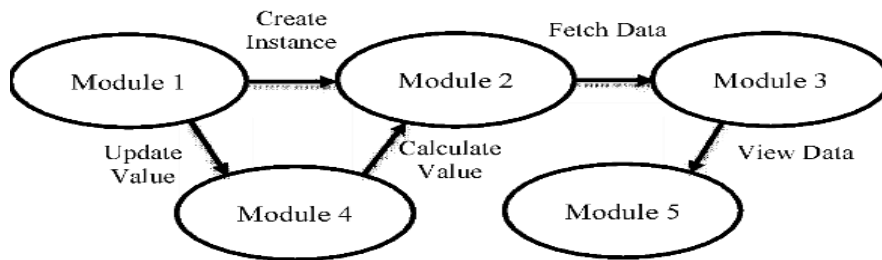 Create
Instance
Fetch Data
Module 1
Module 2
Module 3
Update
Value
Calculate
Value
View Data
Module 4
Module 5